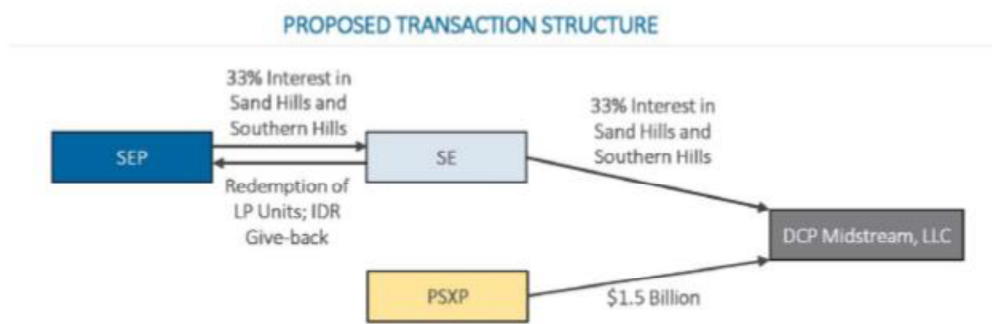 PROPOSED TRANSACTION STRUCTURE
33% Interest in
Sand Hills and
Southern Hills
33% Interest in
Sand Hills and
Southern Hills
SEP
SE
Redemption of
LP Units; IDR
Give-back
DCP Midstream, LLC
PSXP
$1.5 Billion